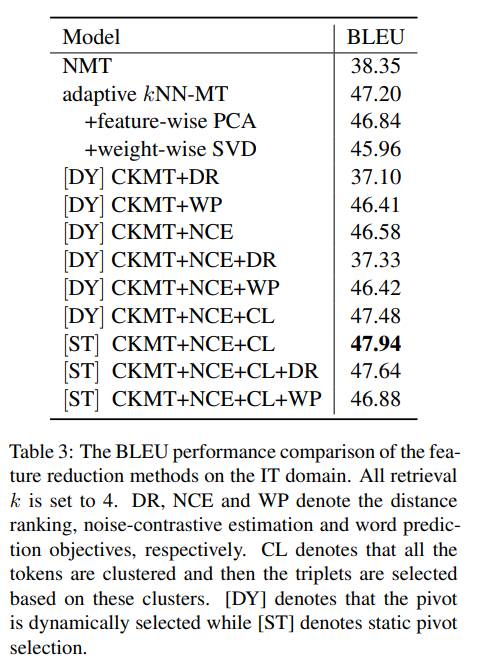 Model BLEU
NMT 38.35
adaptive kNN-MT 47.20
+feature-wise PCA 46.84
+weight-wise SVD 45.96
[DY] CKMT+DR 37.10
[DY] CKMT+WP 46.41
[DY] CKMT+NCE 46.58
[DY] CKMT+NCE+DR 37.33
[DY] CKMT+NCE+WP 46.42
[DY] CKMT+NCE+CL 47.48
[ST] CKMT+NCE+CL 47.94
[ST] CKMT+NCE+CL+DR 47.64
[ST] CKMT+NCE+CL+WP 46.88
Table 3: The BLEU performance comparison of the fea-
ture reduction methods on the IT domain. All retrieval
k is set to 4. DR, NCE and WP denote the distance
ranking, noise-contrastive estimation and word predic-
tion objectives, respectively. CL denotes that all the
tokens are clustered and then the triplets are selected
based on these clusters. [DY] denotes that the pivot
is dynamically selected while [ST] denotes static pivot
selection.